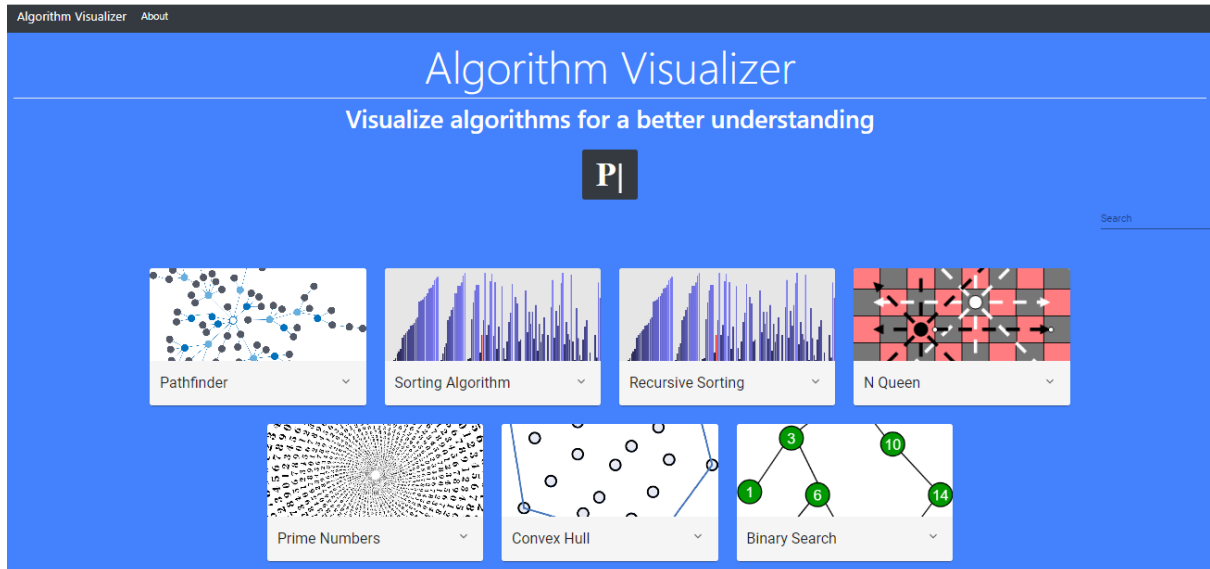 Algorithm Visualizer About
Algorithm Visualizer
Visualize algorithms for a better understanding
P|
Search
Pathfinder
Sorting Algorithm
Recursive Sorting
N Queen
3
10
1
6
14
Prime Numbers
Convex Hull
Binary Search